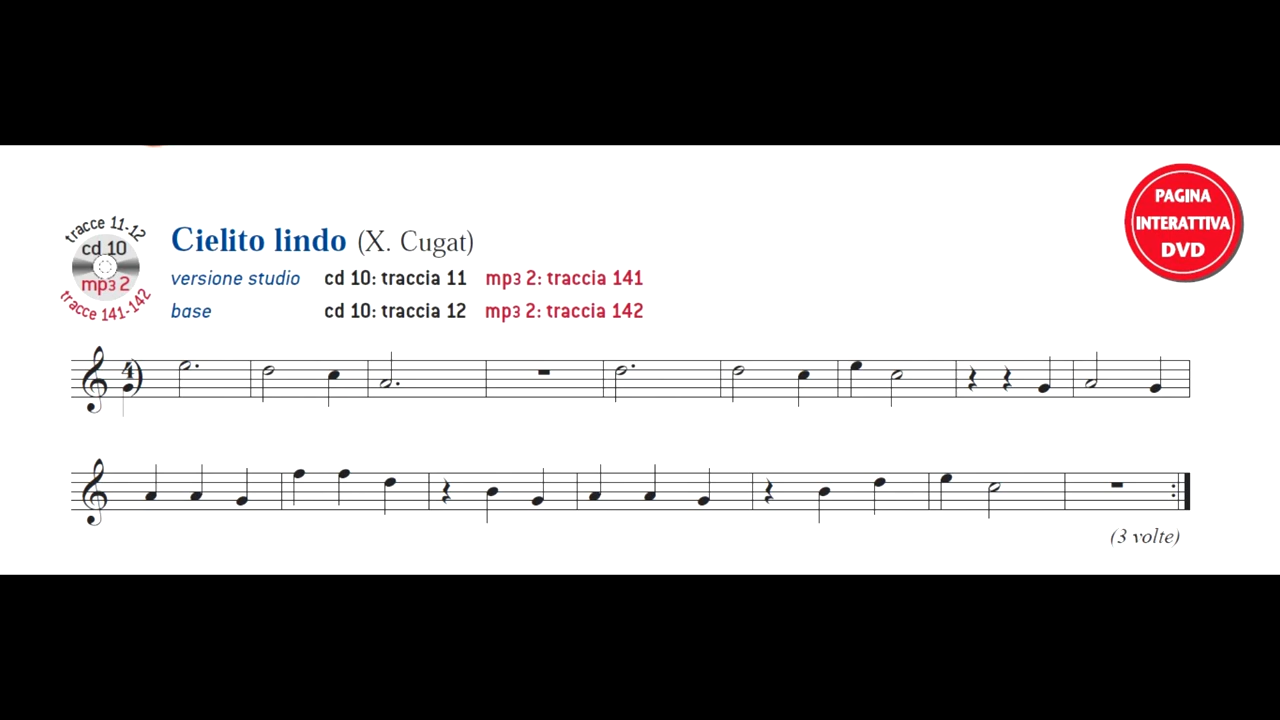 PAGINA
INTERATTIVA
DVD
tracce 11-12
cd 10
mp3 2
tracce 141-142
Cielito lindo (X. Cugat)
versione studio cd 10: traccia 11 mp3 2: traccia 141
base cd 10: traccia 12 mp3 2: traccia 142
4)
(3 volte)